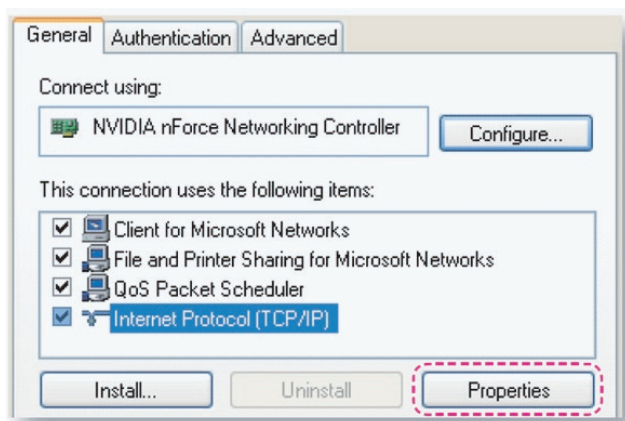 General Authentication Advanced
Connect using:
NVIDIA nForce Networking Controller Configure...
This connection uses the following items:
Client for Microsoft Networks
File and Printer Sharing for Microsoft Networks
QoS Packet Scheduler
Internet Protocol (TCP/IP)
Install... Uninstall Properties